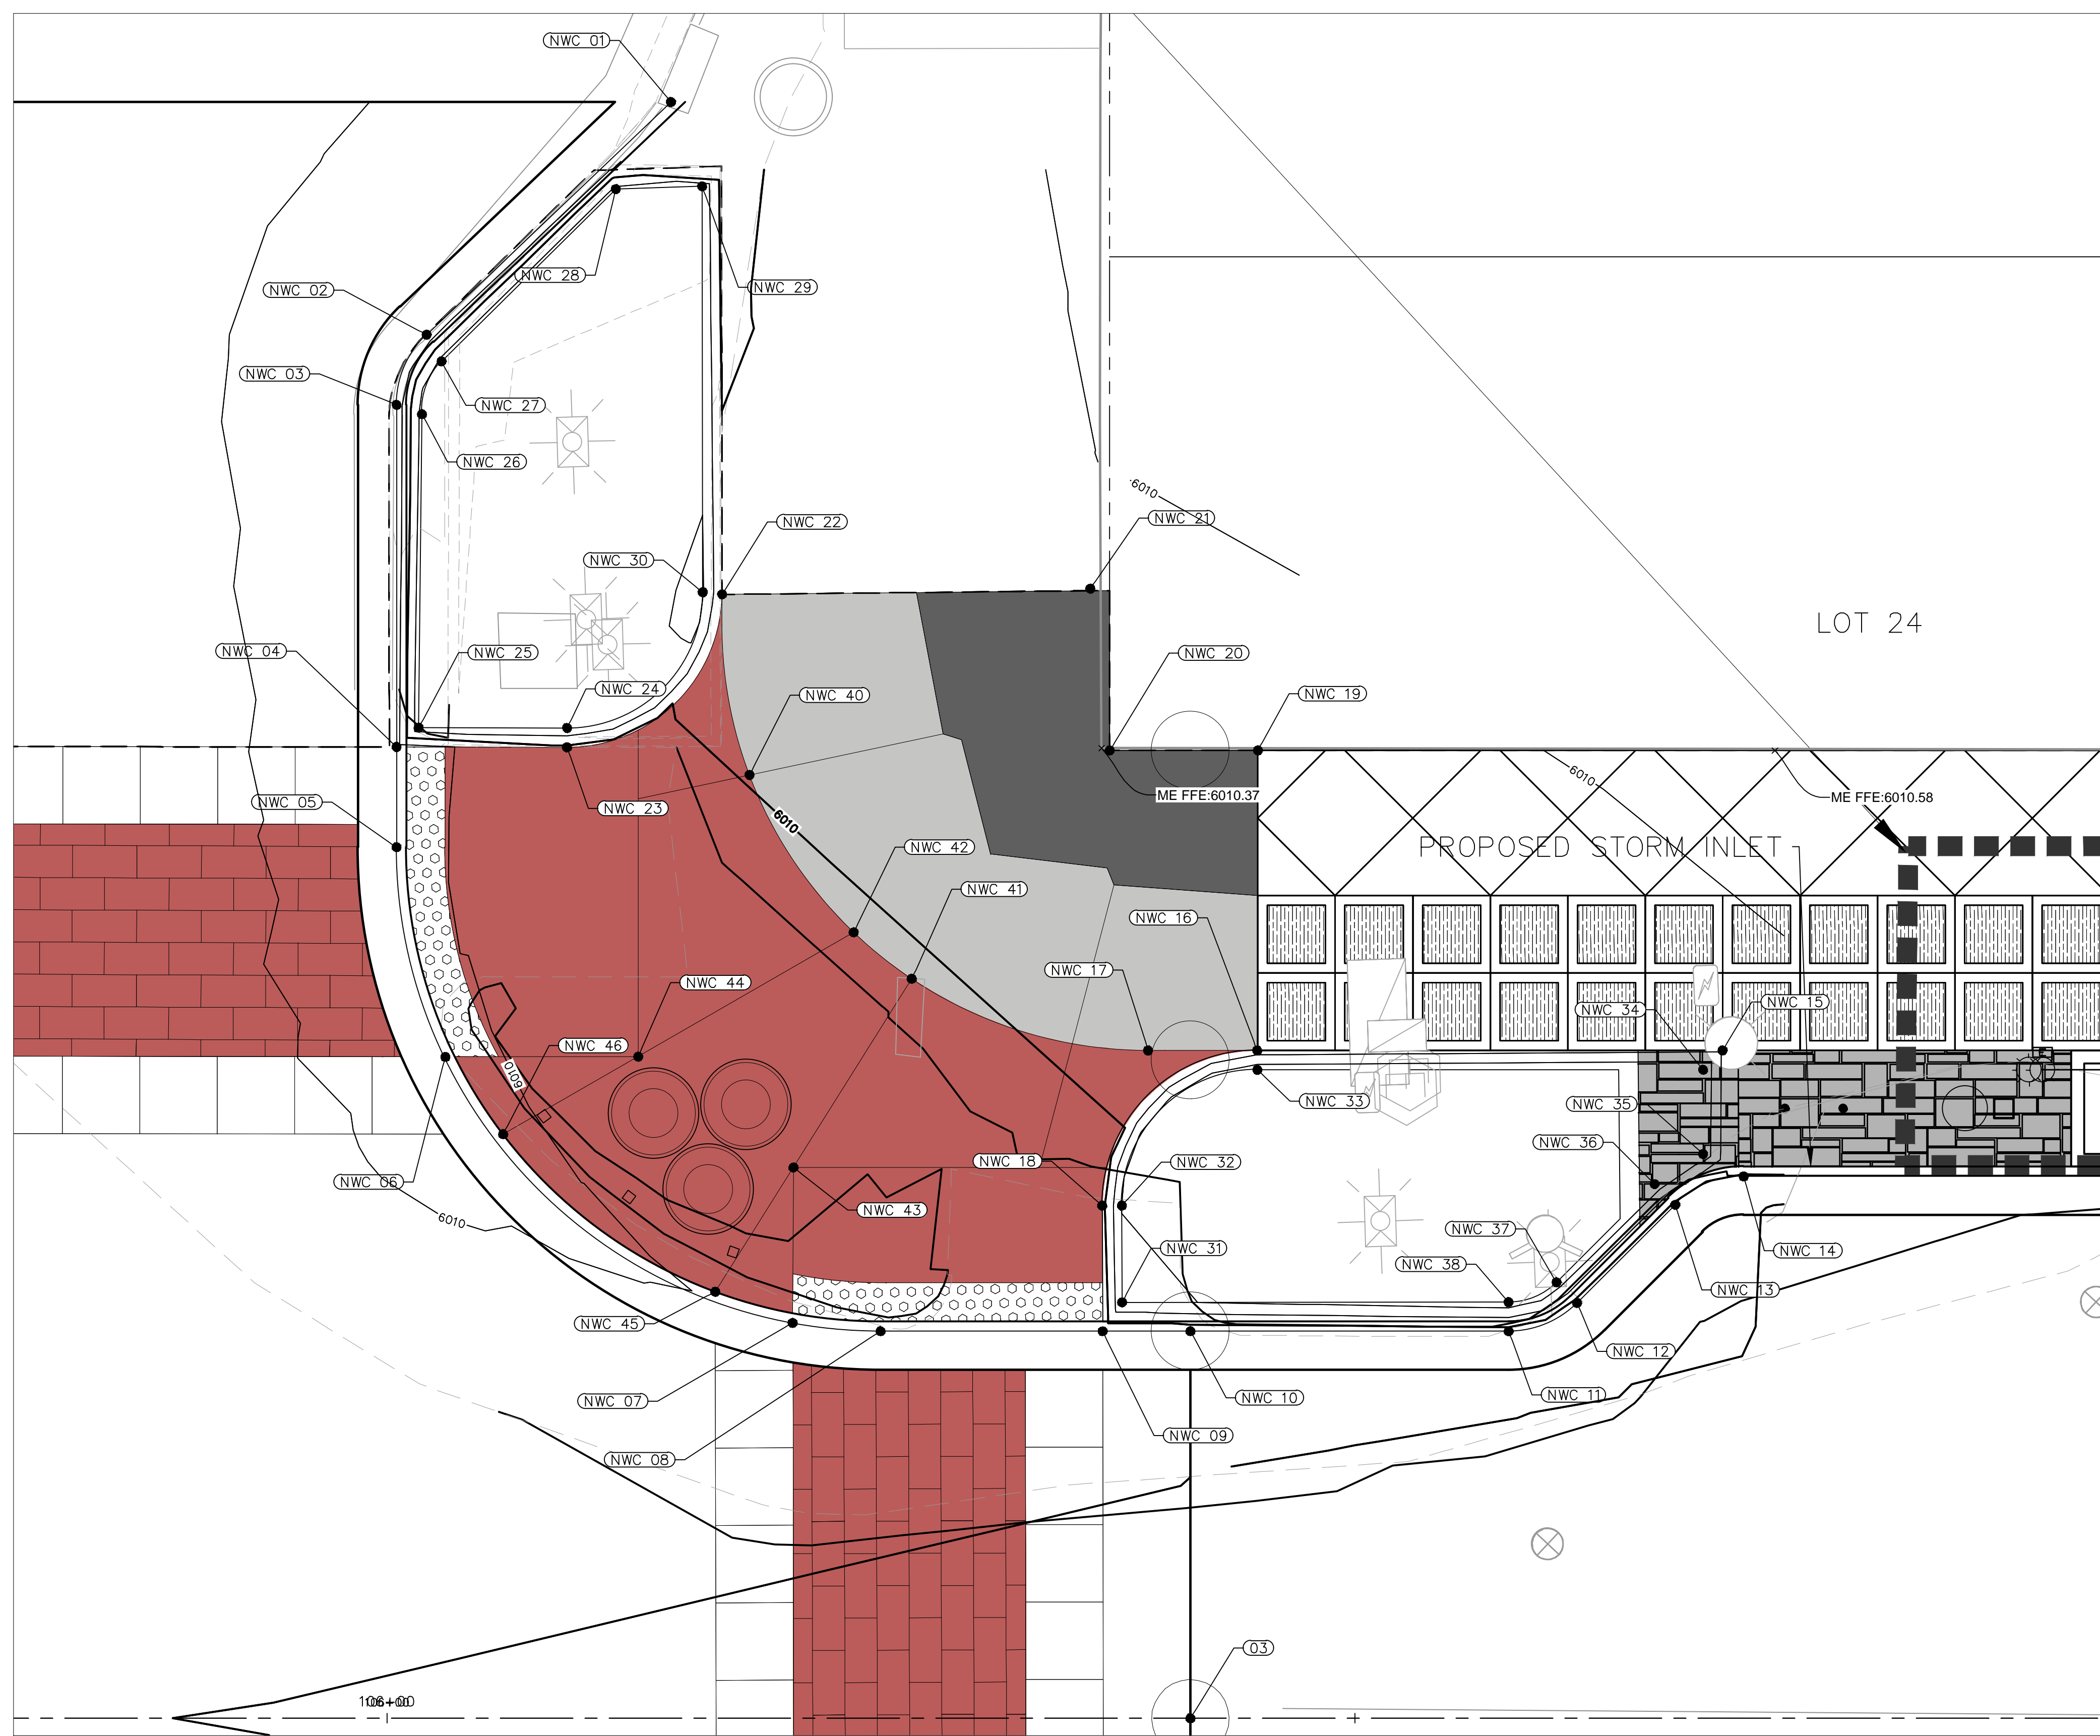 NWC 01
NWC 28
NWC 29
NWC 02
NWC 03
NWC 27
NWC 26
6010
NWC 22
NWC 21
NWC 30
LOT 24
NWC 04
NWC 25
NWC 20
NWC 24
NWC 40
NWC 19
6010
NWC 05
NWC 23
ME FFE:6010.37
ME FFE:6010.58
6010
NWC 42
PROPOSED STORM INLET
NWC 41
NWC 16
NWC 17
NWC 44
NWC 15
NWC 34
NWC 46
6010
NWC 33
NWC 35
NWC 36
NWC 18
NWC 32
NWC 06
NWC 43
6010
NWC 37
NWC 31
NWC 14
NWC 38
NWC 13
NWC 45
NWC 12
NWC 07
NWC 10
NWC 11
NWC 09
NWC 08
03
106+00